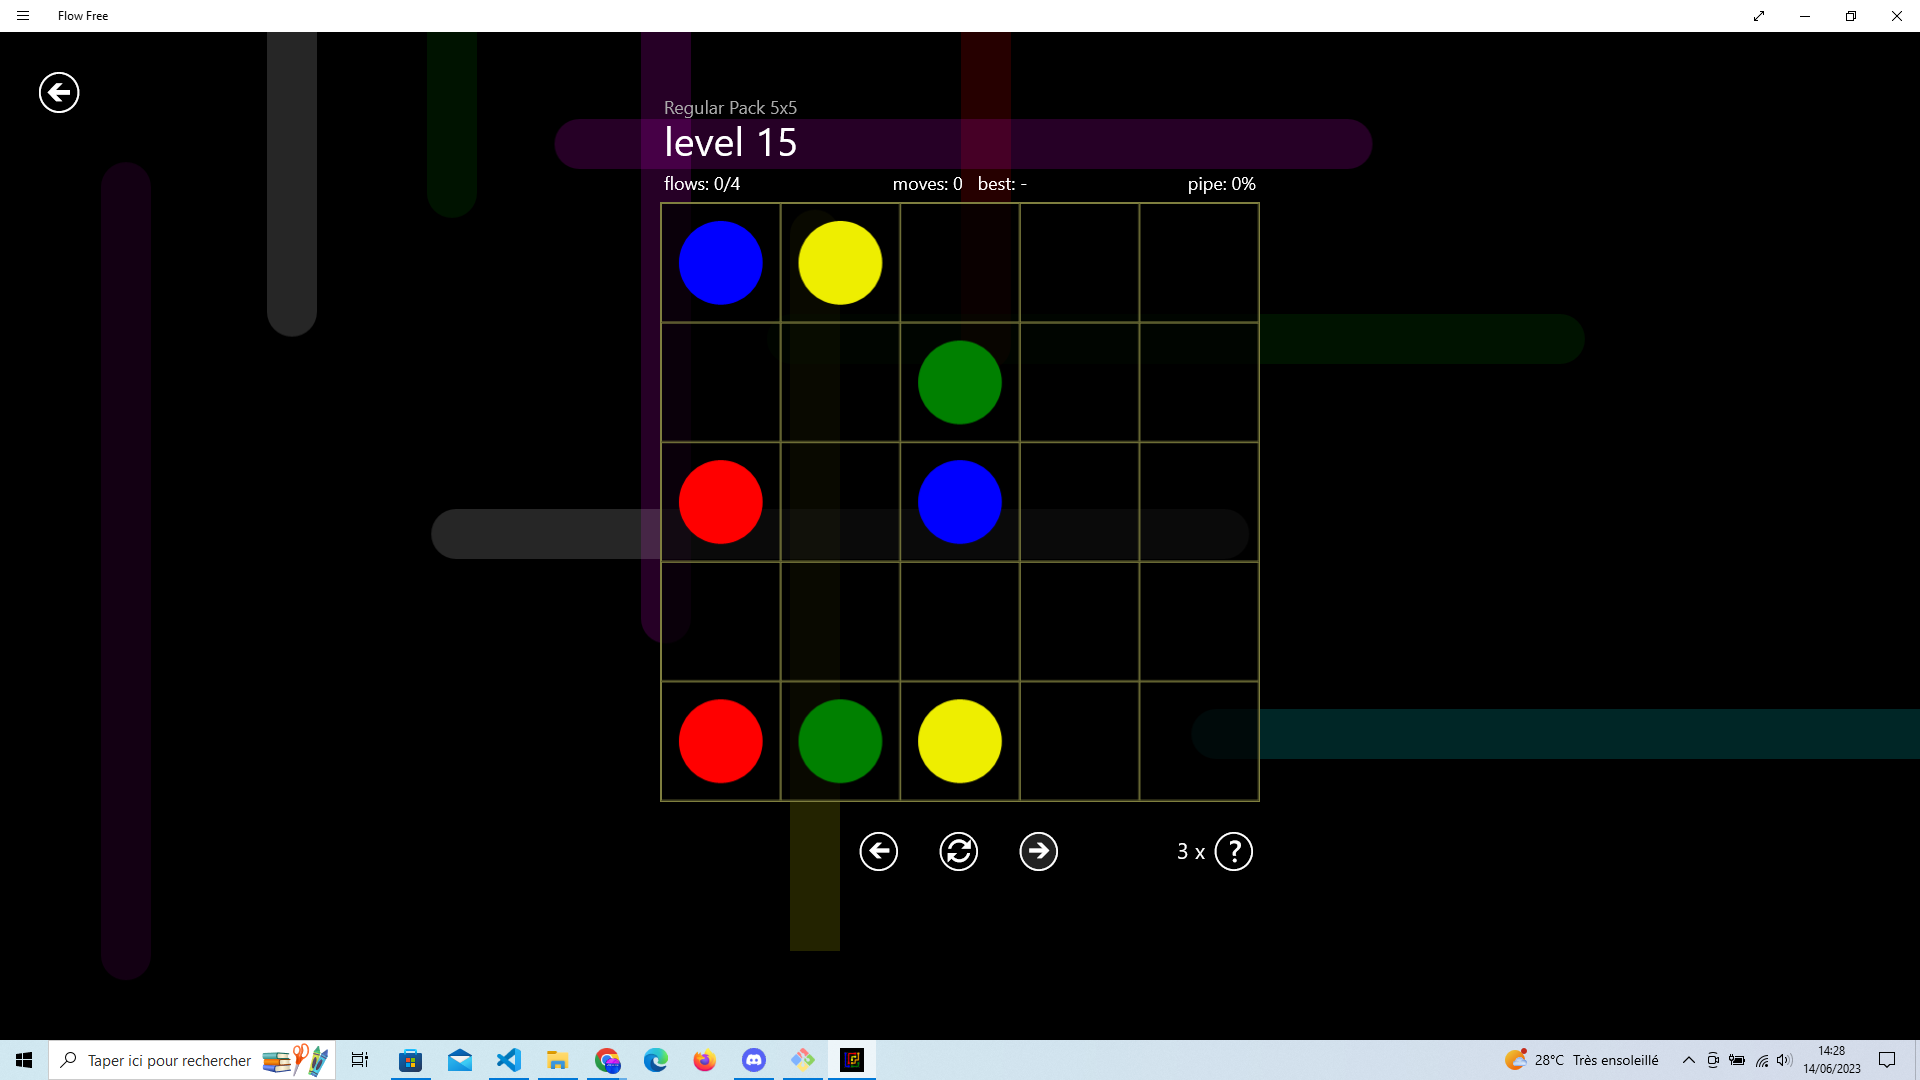 Flow Free
Regular Pack 5x5
level 15
flows: 0/4 moves: 0 best: - pipe: 0%
3 x ?
Taper ici pour rechercher
28°C Très ensoleillé
14:28
14/06/2023